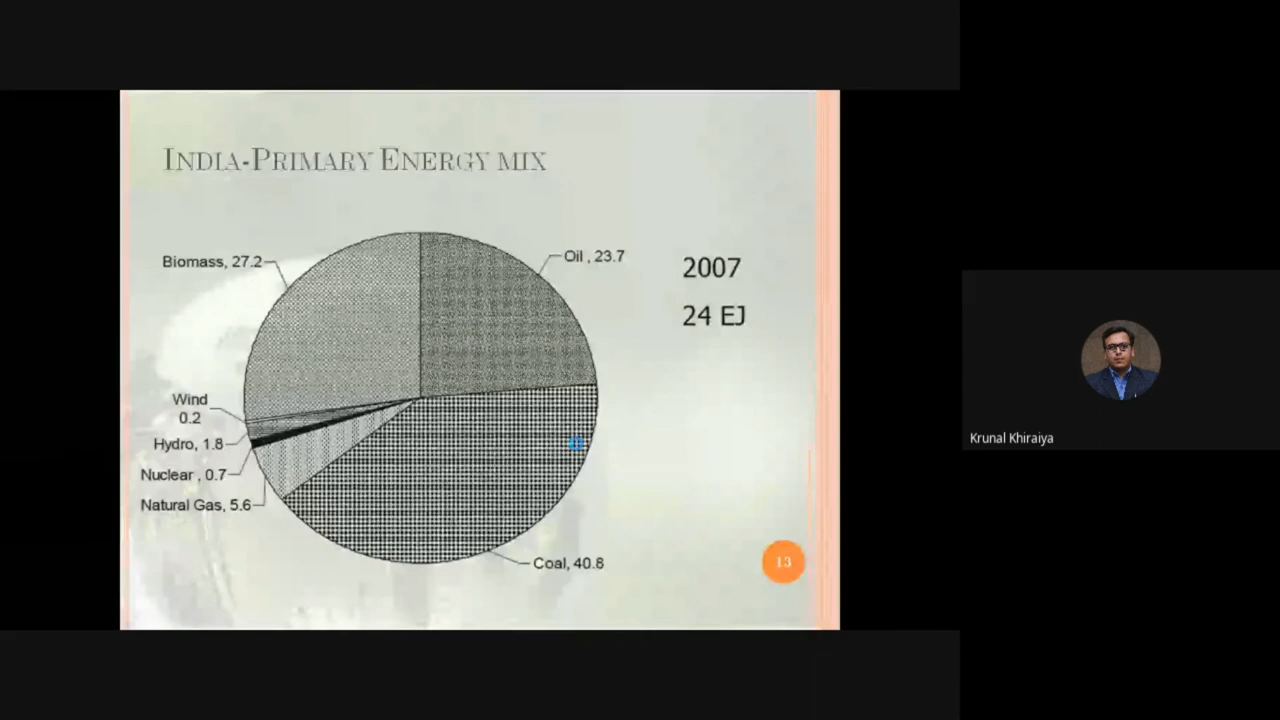 INDIA-PRIMARY ENERGY MIX
Biomass, 27.2
Oil , 23.7
2007
24 EJ
Wind
0.2
Hydro, 1.8
Nuclear , 0.7
Natural Gas, 5.6
Coal, 40.8
13
Krunal Khiraiya